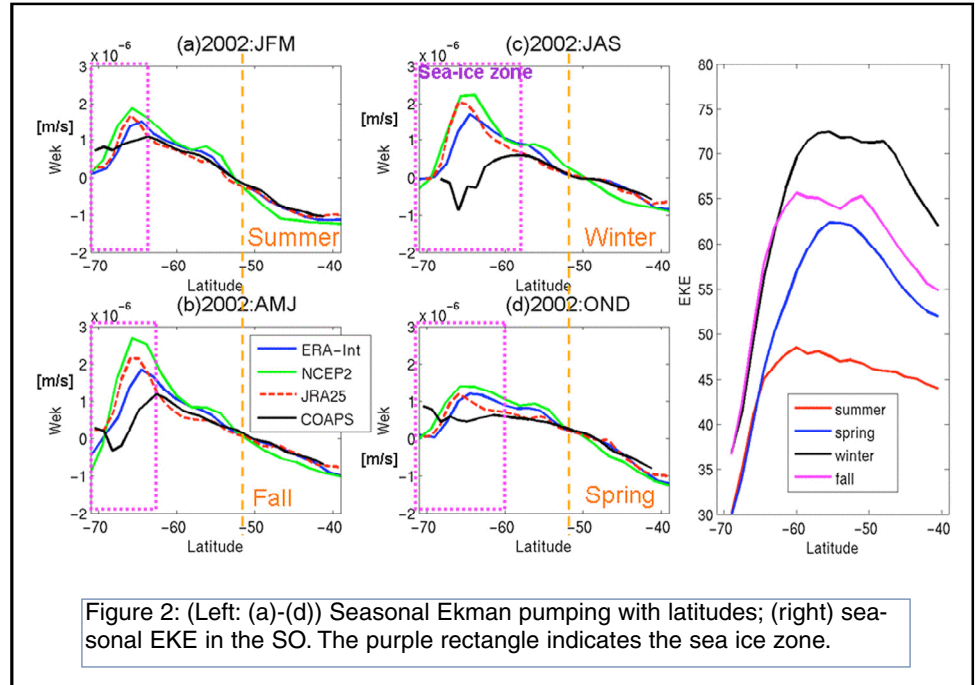 (a)2002:JFM
x 10⁻⁶
3
2
[m/s]
1
Wek
0
-1
-2
Summer
-70
-60
-50
-40
Latitude
(c)2002:JAS
x 10⁻⁶
Sea-ice zone
3
2
[m/s]
1
Wek
0
-1
-2
Winter
-70
-60
-50
-40
Latitude
(b)2002:AMJ
x 10⁻⁶
3
2
[m/s]
1
Wek
0
-1
-2
ERA-Int
NCEP2
JRA25
COAPS
Fall
-70
-60
-50
-40
Latitude
(d)2002:OND
x 10⁻⁶
3
2
1
Wek
0
[m/s]
-1
-2
Spring
-70
-60
-50
-40
Latitude
80
75
70
65
60
55
50
45
40
35
30
EKE
summer
spring
winter
fall
-70
-60
-50
-40
Latitude
Figure 2: (Left: (a)-(d)) Seasonal Ekman pumping with latitudes; (right) sea-
sonal EKE in the SO. The purple rectangle indicates the sea ice zone.